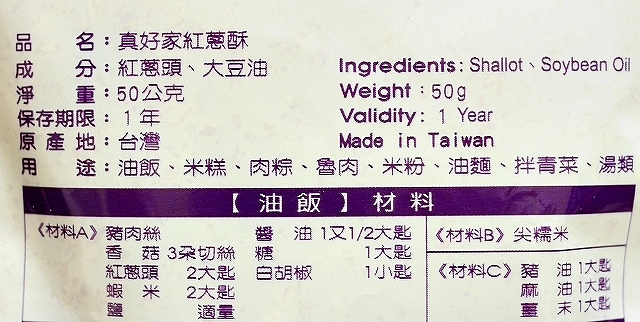 品　　名：真好家紅蔥酥
成　　分：紅蔥頭、大豆油　Ingredients: Shallot、Soybean Oil
淨　　重：50公克　Weight：50g
保存期限：1年　Validity: 1 Year
原 產 地：台灣　Made in Taiwan
用　　途：油飯、米糕、肉粽、魯肉、米粉、油麵、拌青菜、湯類
【油飯】材料
《材料A》豬肉絲　醬　油 1又1/2大匙　《材料B》尖糯米
香　菇 3朵切絲　糖　1大匙
紅蔥頭 2大匙　白胡椒　1小匙　《材料C》豬　油1大匙
蝦　米 2大匙　麻　油1大匙
鹽　適量　薑　末1大匙